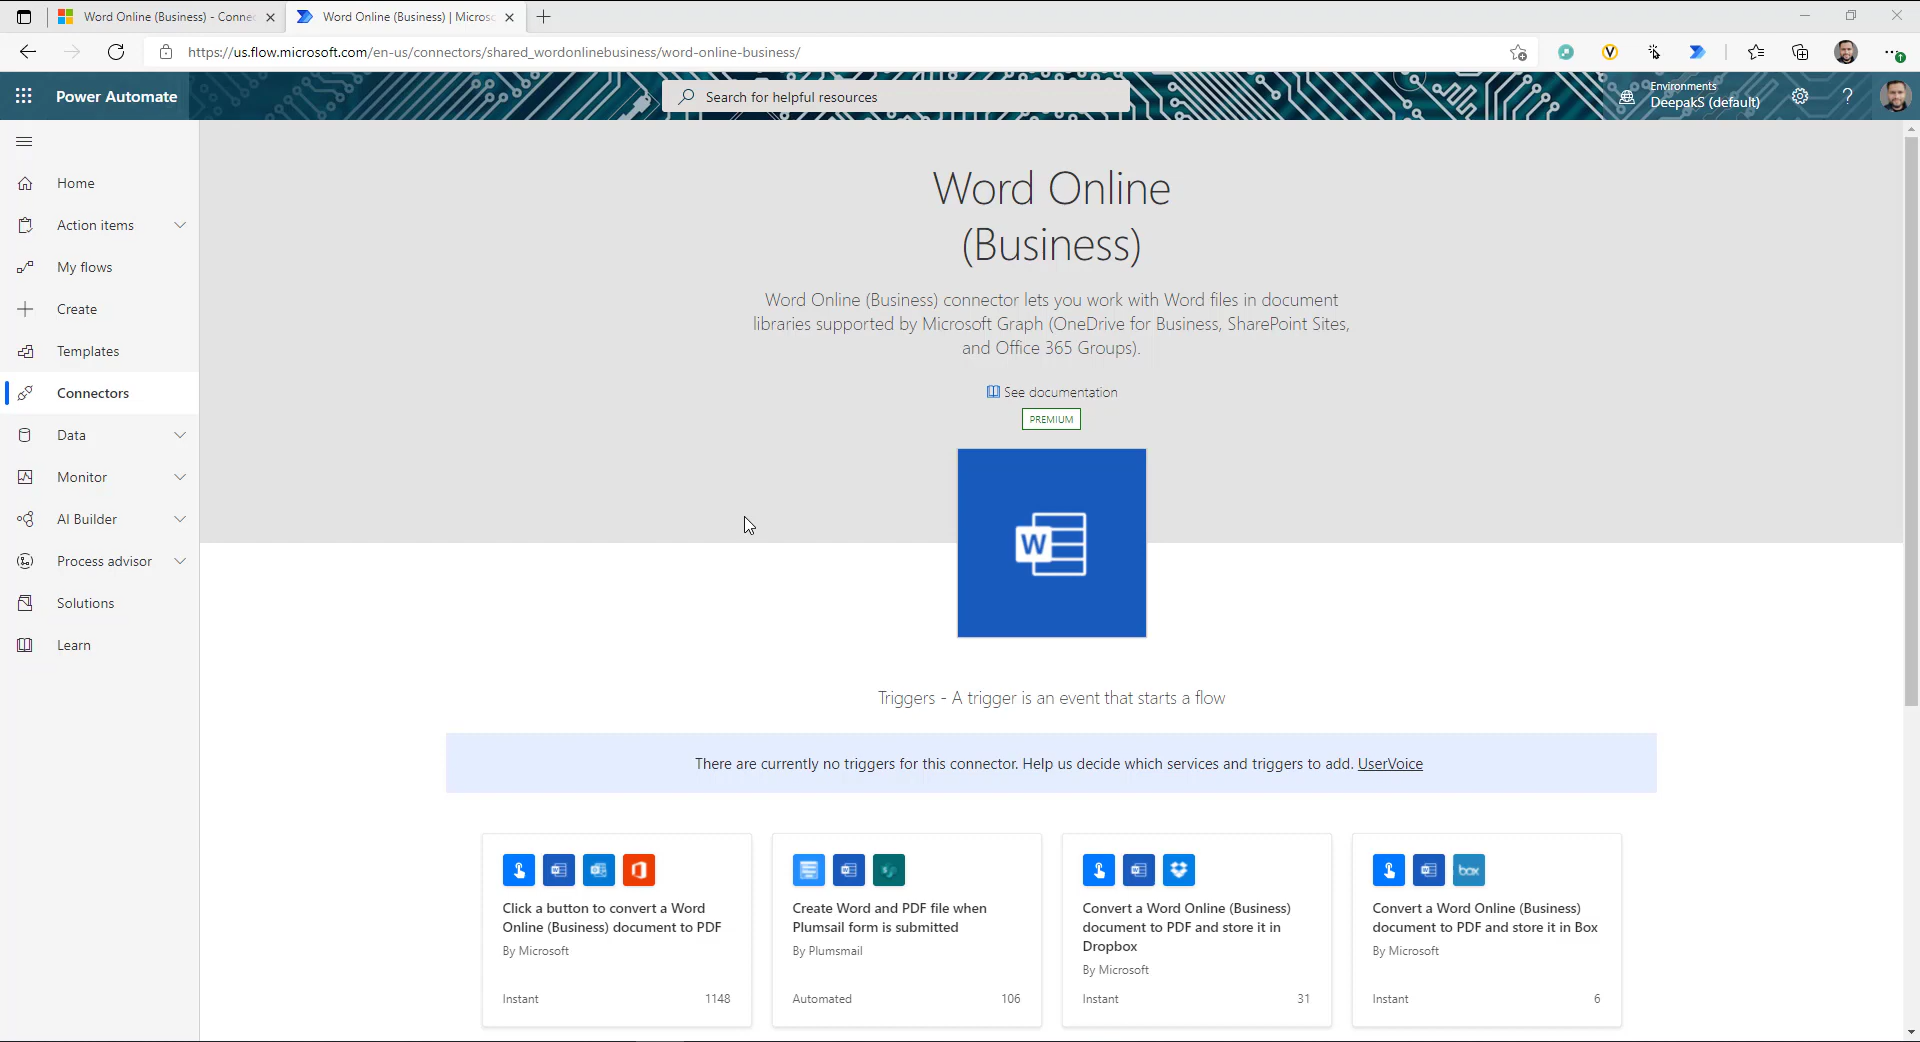 Word Online (Business) - Connec
Word Online (Business) | Micros
https://us.flow.microsoft.com/en-us/connectors/shared_wordonlinebusiness/word-online-business/
Power Automate
Search for helpful resources
Environments
DeepakS (default)
?
Home
Action items
My flows
Create
Templates
Connectors
Data
Monitor
AI Builder
Process advisor
Solutions
Learn
Word Online
(Business)
Word Online (Business) connector lets you work with Word files in document
libraries supported by Microsoft Graph (OneDrive for Business, SharePoint Sites,
and Office 365 Groups).
See documentation
PREMIUM
W
Triggers - A trigger is an event that starts a flow
There are currently no triggers for this connector. Help us decide which services and triggers to add. UserVoice
Click a button to convert a Word
Online (Business) document to PDF
By Microsoft
Instant 1148
Create Word and PDF file when
Plumsail form is submitted
By Plumsmail
Automated 106
Convert a Word Online (Business)
document to PDF and store it in
Dropbox
By Microsoft
Instant 31
box
Convert a Word Online (Business)
document to PDF and store it in Box
By Microsoft
Instant 6